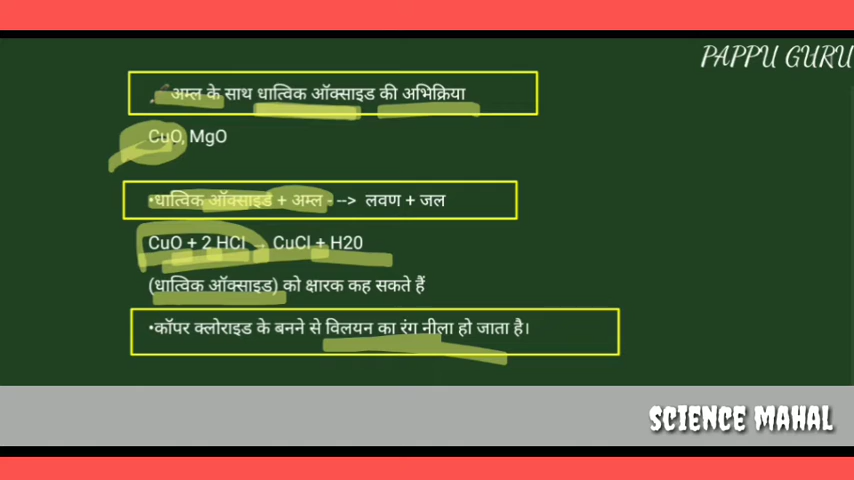 PAPPU GURU
अम्ल के साथ धात्विक ऑक्साइड की अभिक्रिया
CuO, MgO
•धात्विक ऑक्साइड + अम्ल - --> लवण + जल
CuO + 2 HCl → CuCl + H20
(धात्विक ऑक्साइड) को क्षारक कह सकते हैं
•कॉपर क्लोराइड के बनने से विलयन का रंग नीला हो जाता है।
SCIENCE MAHAL